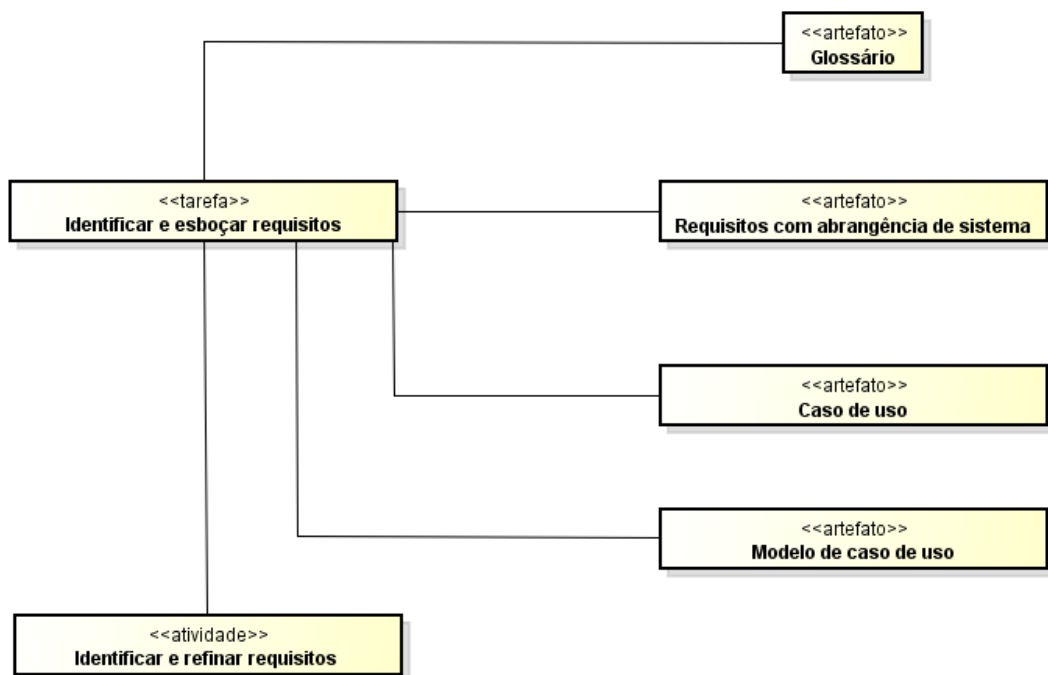 <<artefato>>
Glossário
<<tarefa>>
Identificar e esboçar requisitos
<<artefato>>
Requisitos com abrangência de sistema
<<artefato>>
Caso de uso
<<artefato>>
Modelo de caso de uso
<<atividade>>
Identificar e refinar requisitos